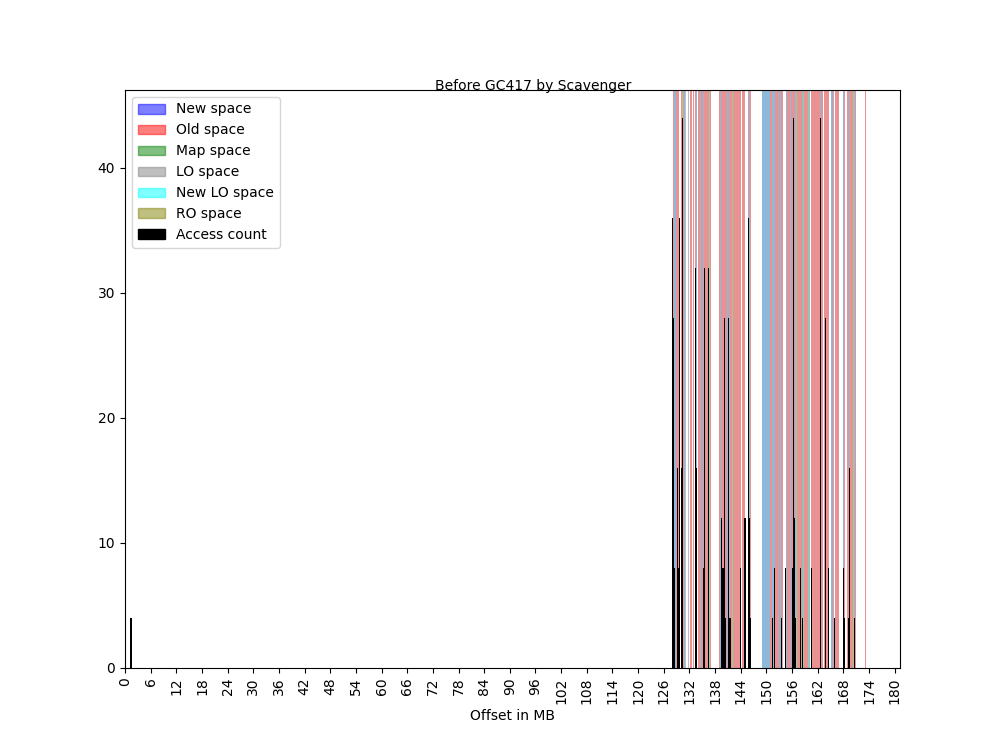 Before GC417 by Scavenger
New space
Old space
Map space
LO space
New LO space
RO space
Access count
40
30
20
10
0
0 6 12 18 24 30 36 42 48 54 60 66 72 78 84 90 96 102 108 114 120 126 132 138 144 150 156 162 168 174 180
Offset in MB